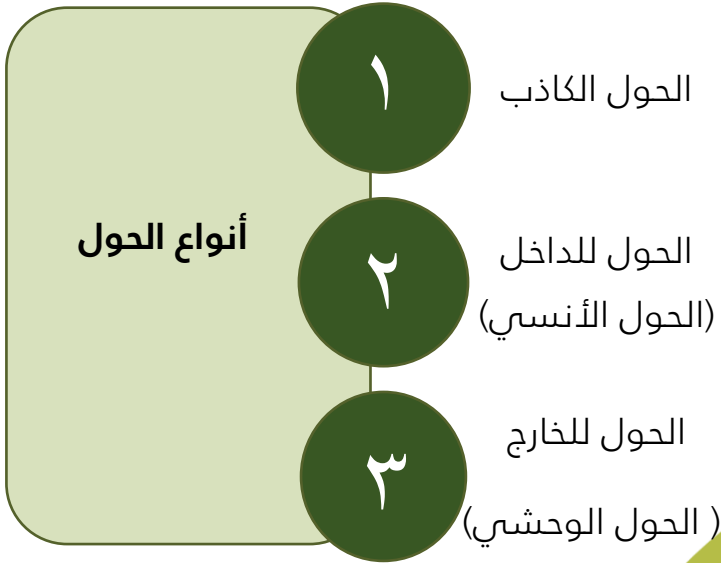 أنواع الحول
١
الحول الكاذب
٢
الحول للداخل
(الحول الأنسي)
٣
الحول للخارج
( الحول الوحشي)